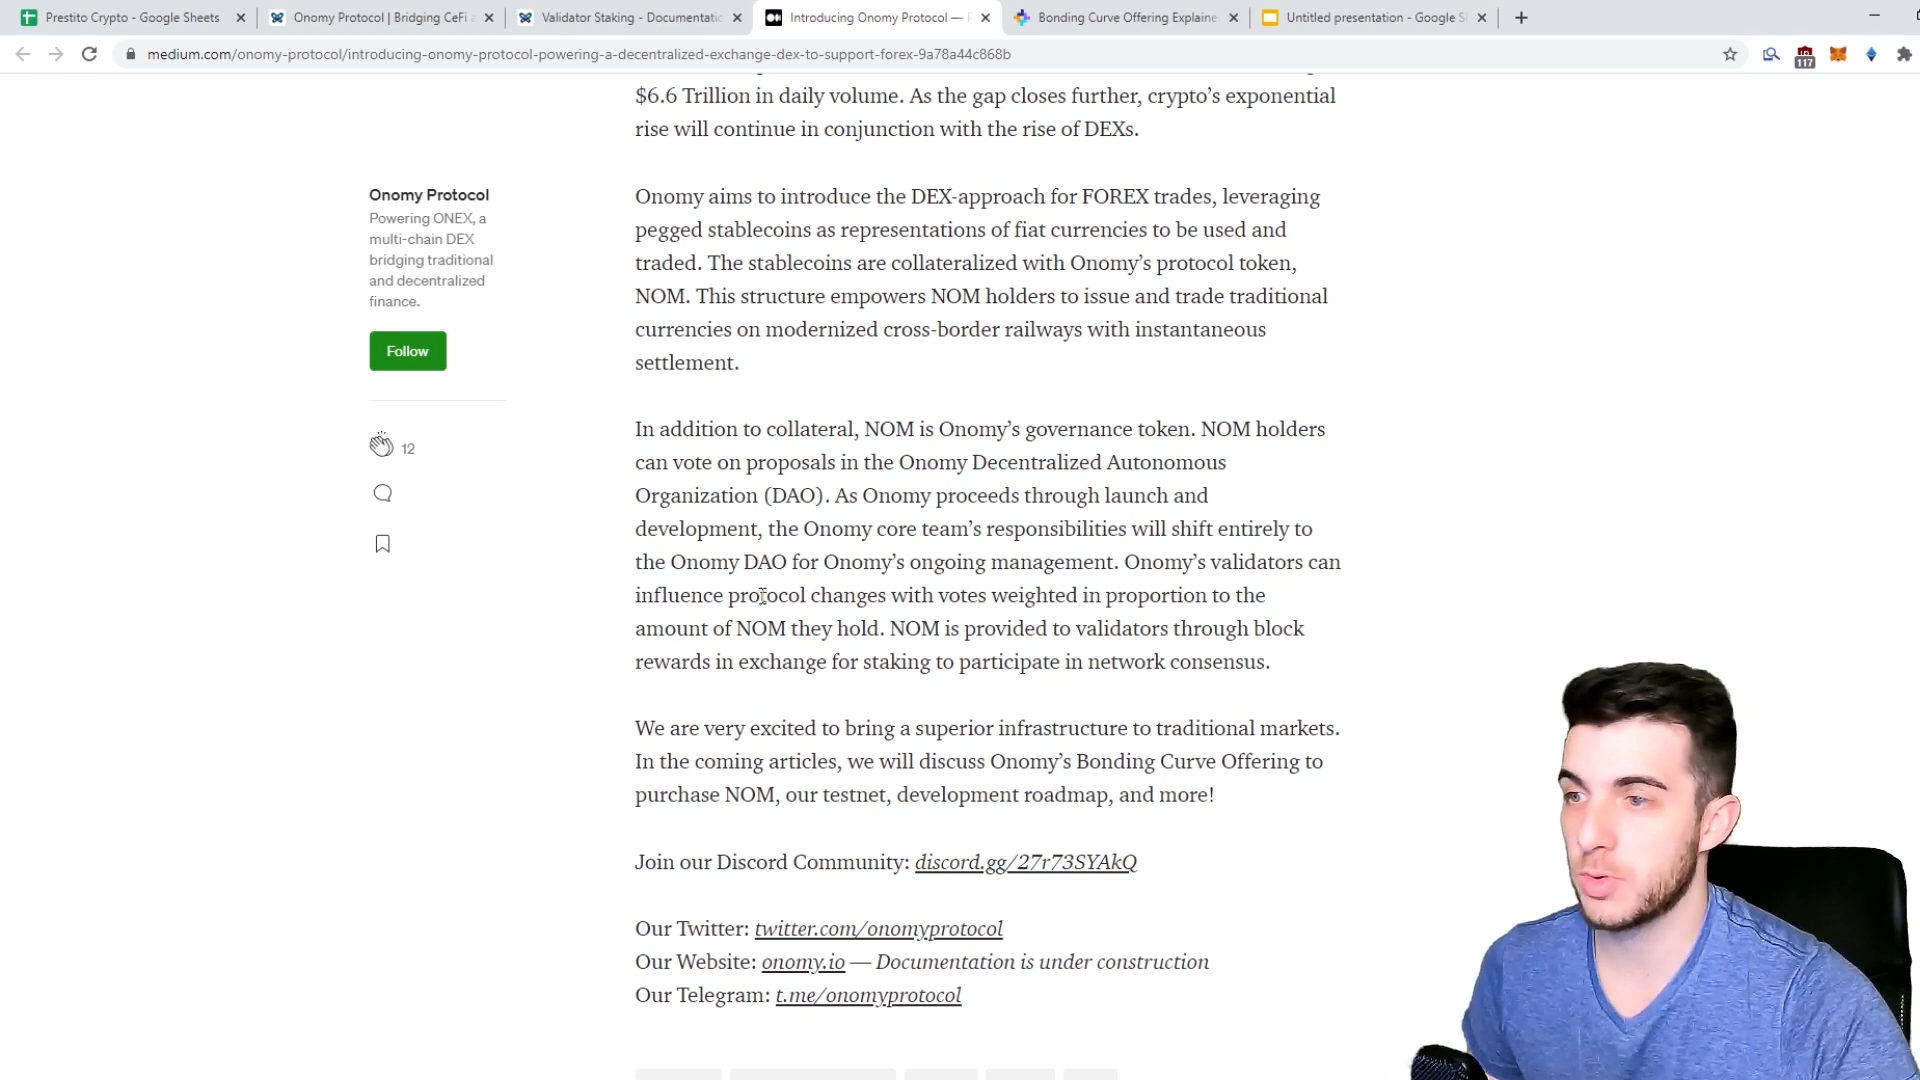 Prestito Crypto - Google Sheets
Onomy Protocol | Bridging CeFi a
Validator Staking - Documentatic
Introducing Onomy Protocol — P
Bonding Curve Offering Explaine
Untitled presentation - Google Sl
medium.com/onomy-protocol/introducing-onomy-protocol-powering-a-decentralized-exchange-dex-to-support-forex-9a78a44c868b
117
$6.6 Trillion in daily volume. As the gap closes further, crypto’s exponential
rise will continue in conjunction with the rise of DEXs.
Onomy Protocol
Powering ONEX, a
multi-chain DEX
bridging traditional
and decentralized
finance.
Follow
12
Onomy aims to introduce the DEX-approach for FOREX trades, leveraging
pegged stablecoins as representations of fiat currencies to be used and
traded. The stablecoins are collateralized with Onomy’s protocol token,
NOM. This structure empowers NOM holders to issue and trade traditional
currencies on modernized cross-border railways with instantaneous
settlement.
In addition to collateral, NOM is Onomy’s governance token. NOM holders
can vote on proposals in the Onomy Decentralized Autonomous
Organization (DAO). As Onomy proceeds through launch and
development, the Onomy core team’s responsibilities will shift entirely to
the Onomy DAO for Onomy’s ongoing management. Onomy’s validators can
influence protocol changes with votes weighted in proportion to the
amount of NOM they hold. NOM is provided to validators through block
rewards in exchange for staking to participate in network consensus.
We are very excited to bring a superior infrastructure to traditional markets.
In the coming articles, we will discuss Onomy’s Bonding Curve Offering to
purchase NOM, our testnet, development roadmap, and more!
Join our Discord Community: discord.gg/27r73SYAkQ
Our Twitter: twitter.com/onomyprotocol
Our Website: onomy.io — Documentation is under construction
Our Telegram: t.me/onomyprotocol